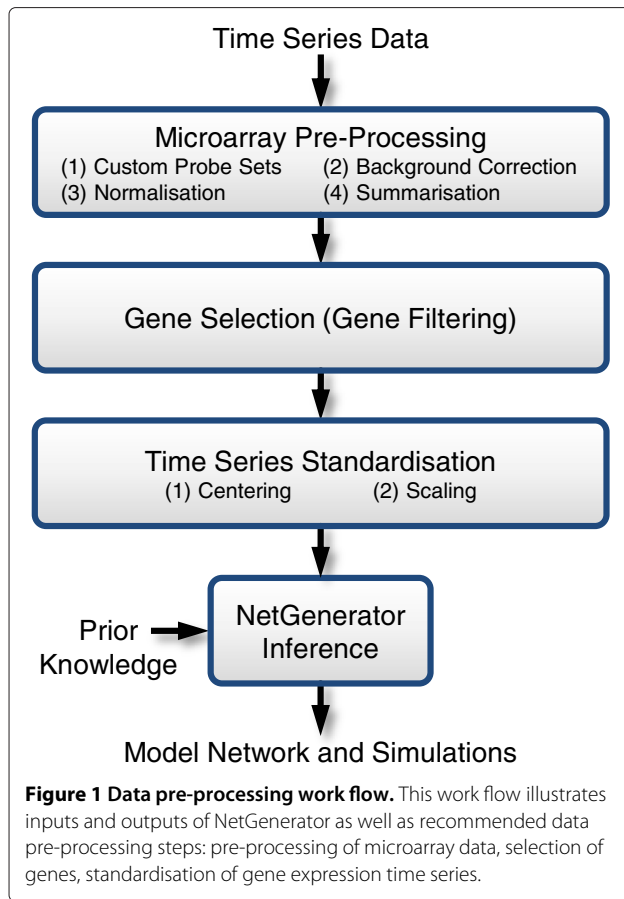 Time Series Data
Microarray Pre-Processing
(1) Custom Probe Sets (2) Background Correction
(3) Normalisation (4) Summarisation
Gene Selection (Gene Filtering)
Time Series Standardisation
(1) Centering (2) Scaling
Prior
Knowledge
NetGenerator
Inference
Model Network and Simulations
Figure 1 Data pre-processing work flow. This work flow illustrates
inputs and outputs of NetGenerator as well as recommended data
pre-processing steps: pre-processing of microarray data, selection of
genes, standardisation of gene expression time series.